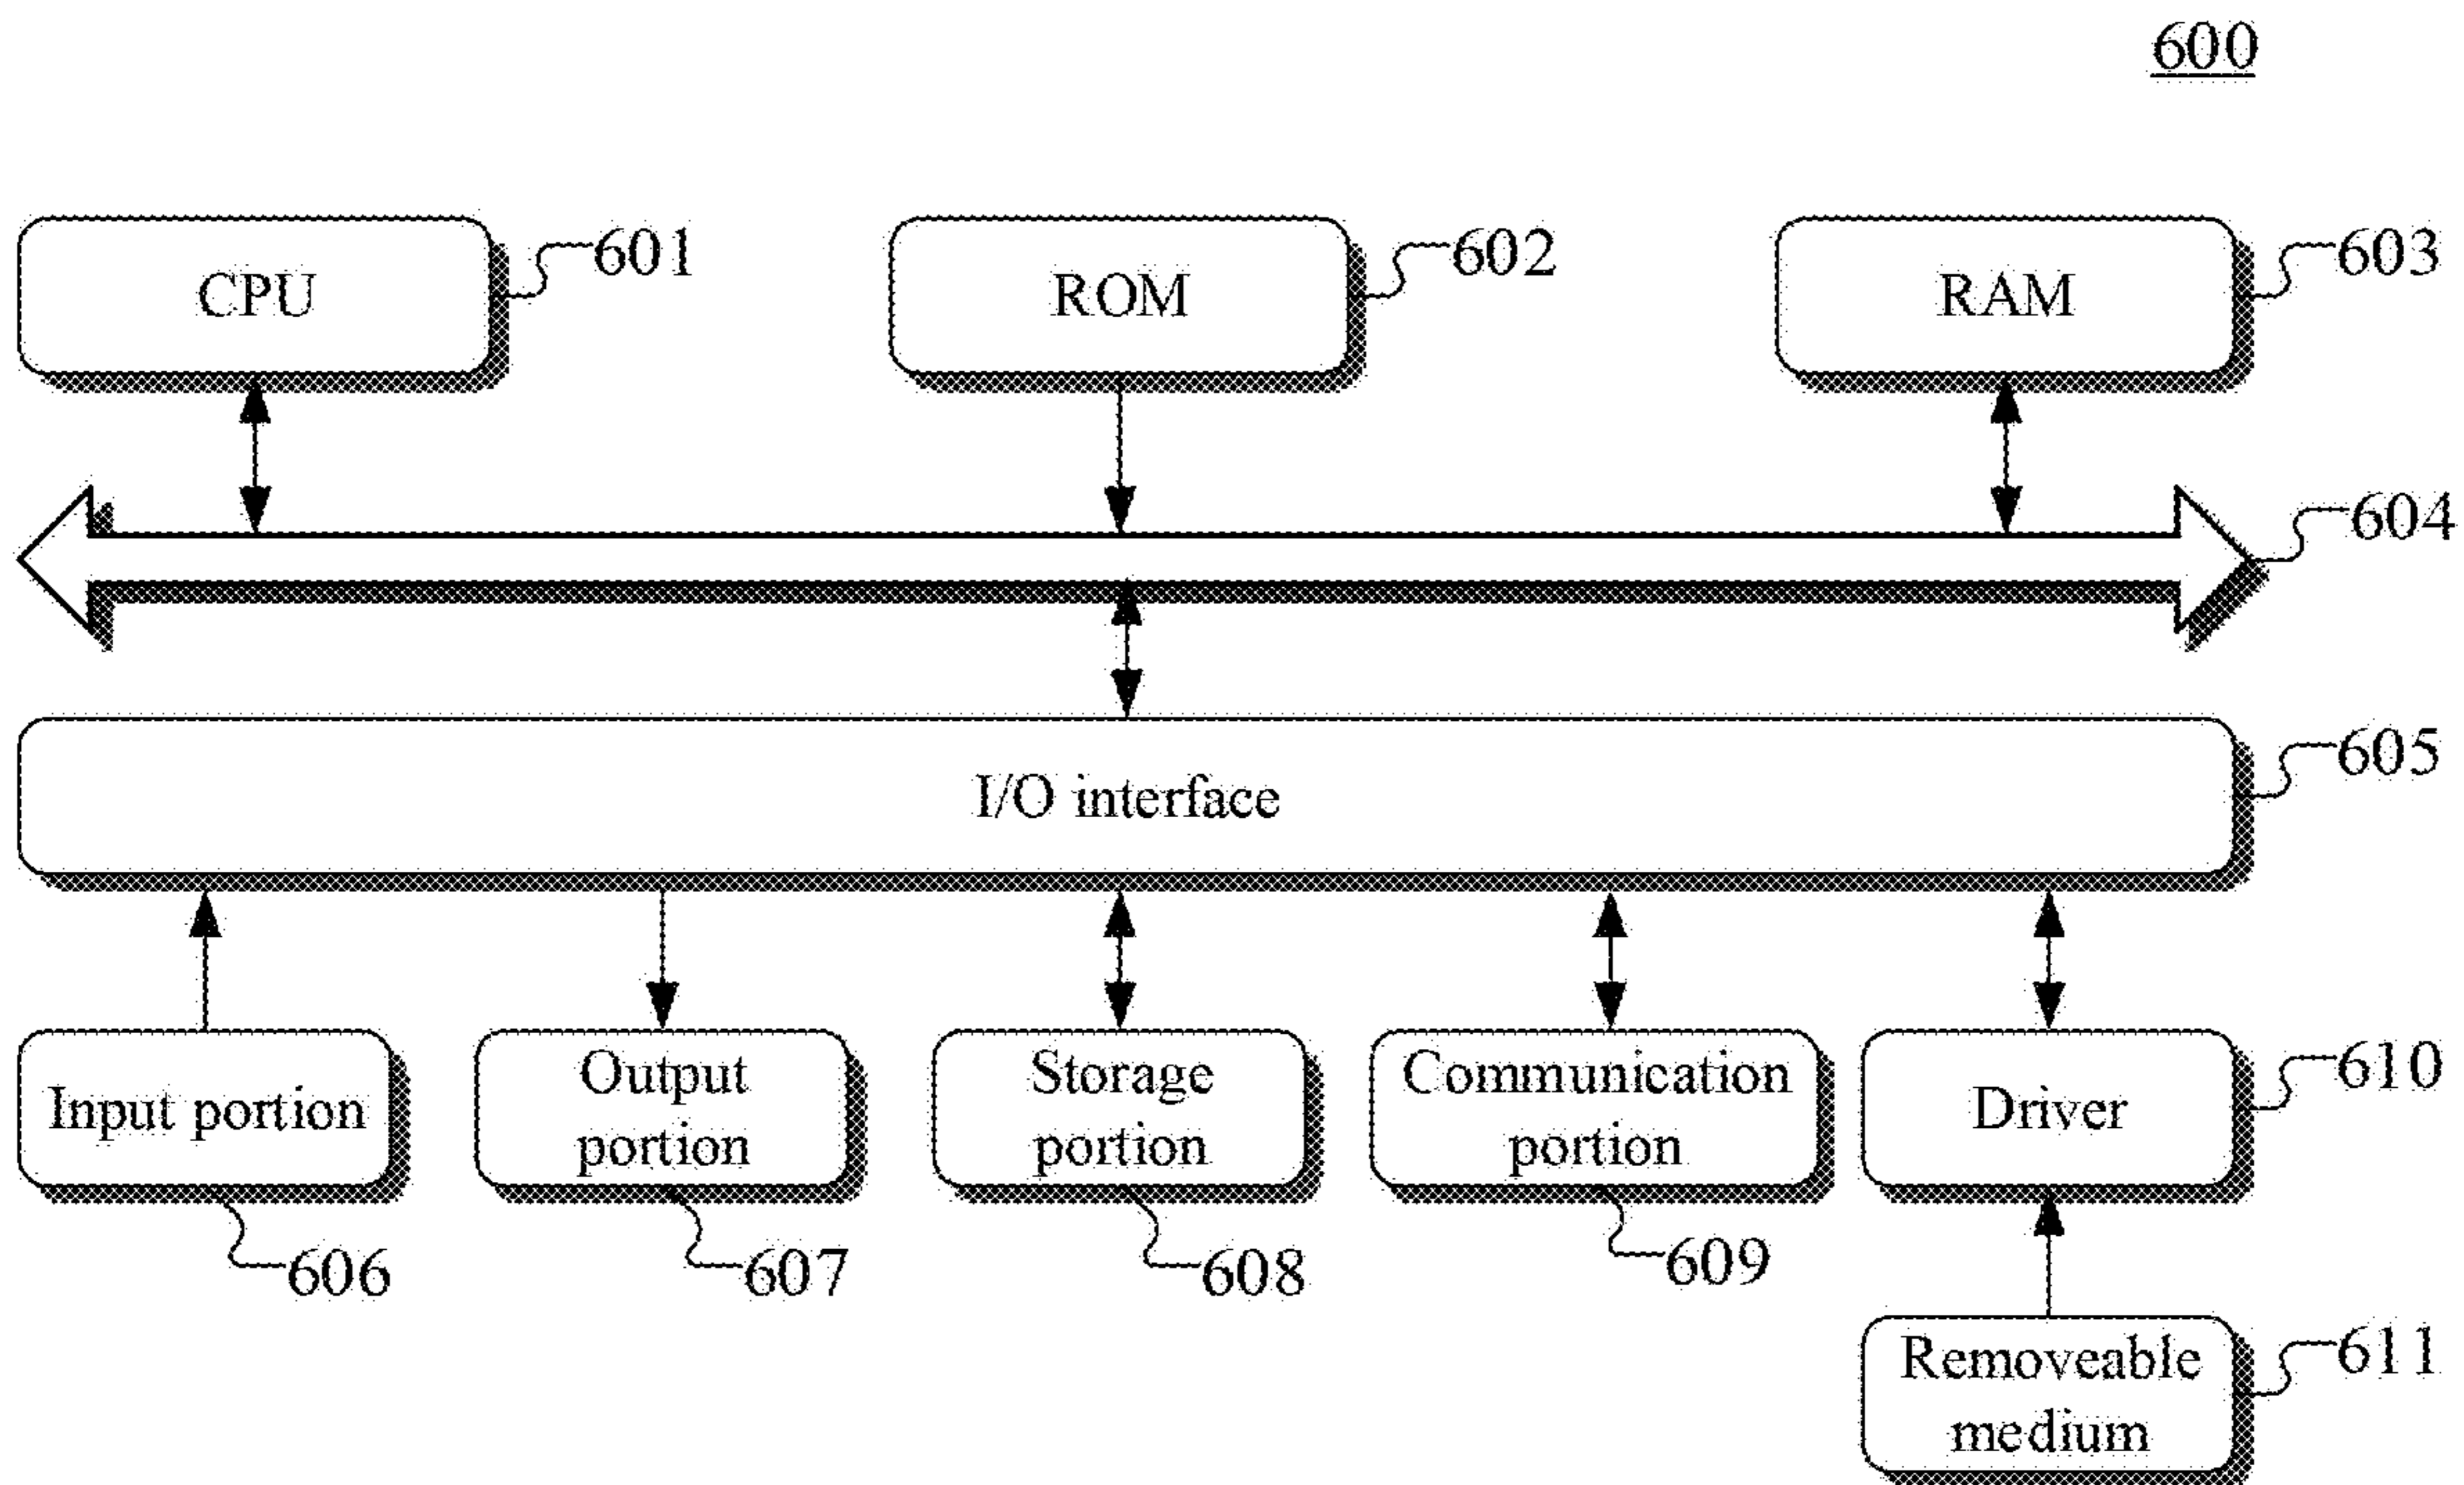 600
CPU
601
ROM
602
RAM
603
604
I/O interface
605
Input portion
606
Output
portion
607
Storage
portion
608
Communication
portion
609
Driver
610
Removeable
medium
611